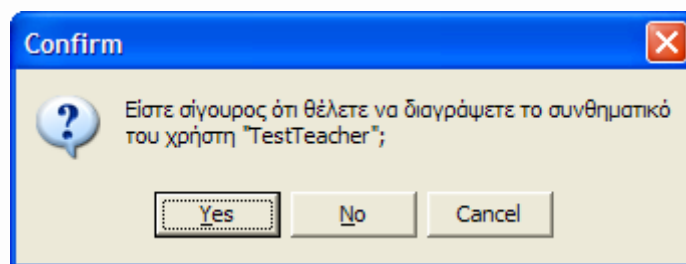 Confirm
Είστε σίγουρος ότι θέλετε να διαγράψετε το συνθηματικό
του χρήστη "TestTeacher";
Yes No Cancel